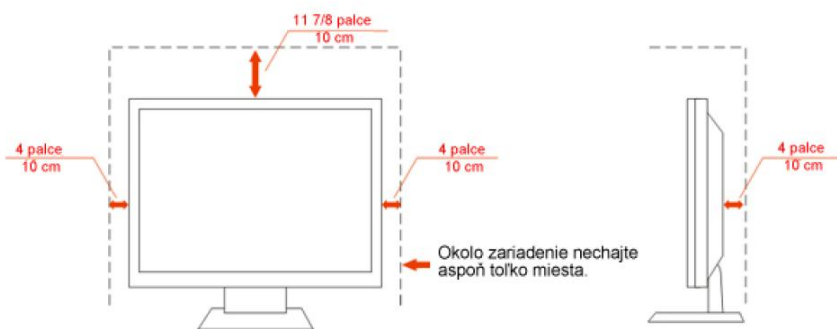 11 7/8 palce
10 cm
4 palce
10 cm
4 palce
10 cm
4 palce
10 cm
Okolo zariadenie nechajte
aspoň toľko miesta.